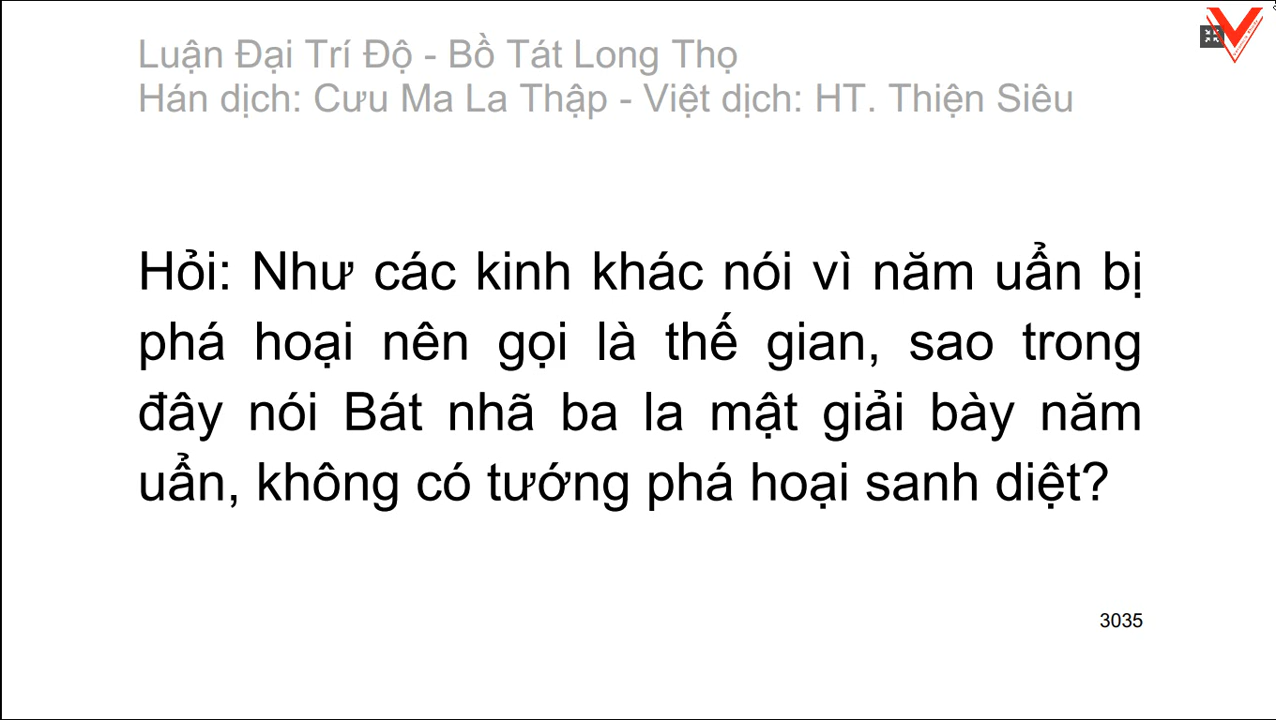 Luận Đại Trí Độ - Bồ Tát Long Thọ
Hán dịch: Cưu Ma La Thập - Việt dịch: HT. Thiện Siêu
Hỏi: Như các kinh khác nói vì năm uẩn bị
phá hoại nên gọi là thế gian, sao trong
đây nói Bát nhã ba la mật giải bày năm
uẩn, không có tướng phá hoại sanh diệt?
3035